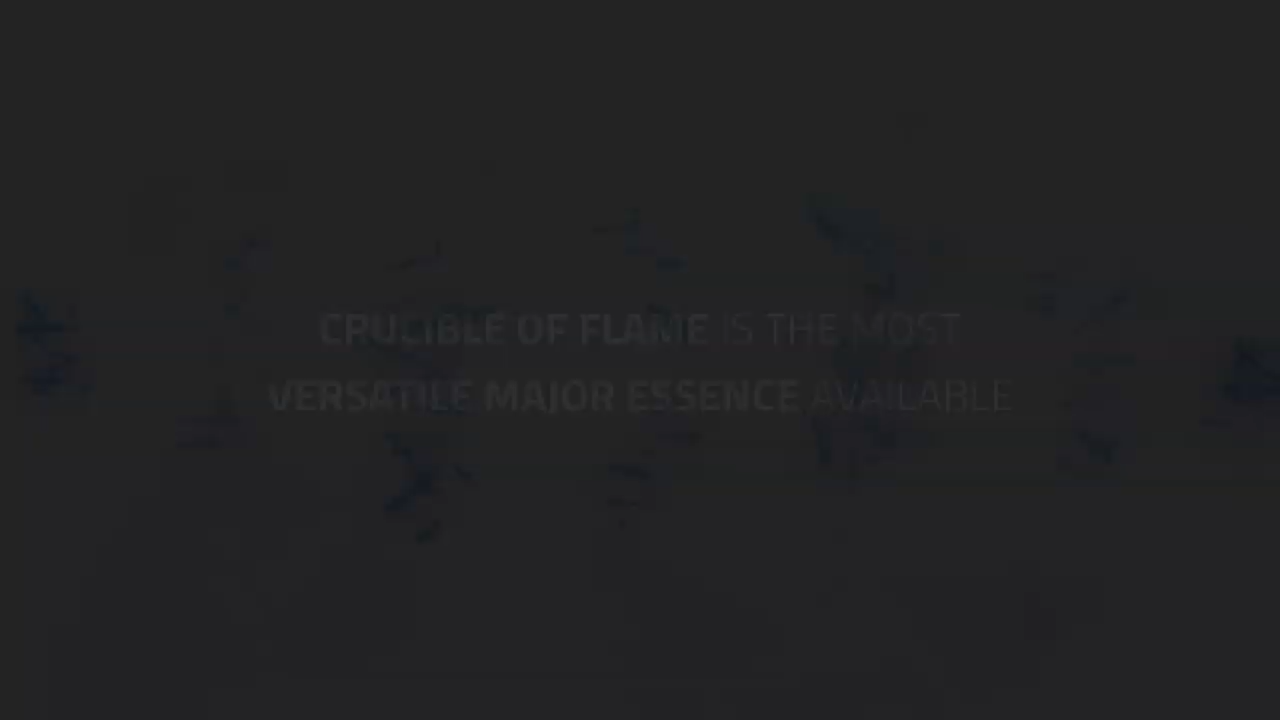 CRUCIBLE OF FLAME IS THE MOST
VERSATILE MAJOR ESSENCE AVAILABLE